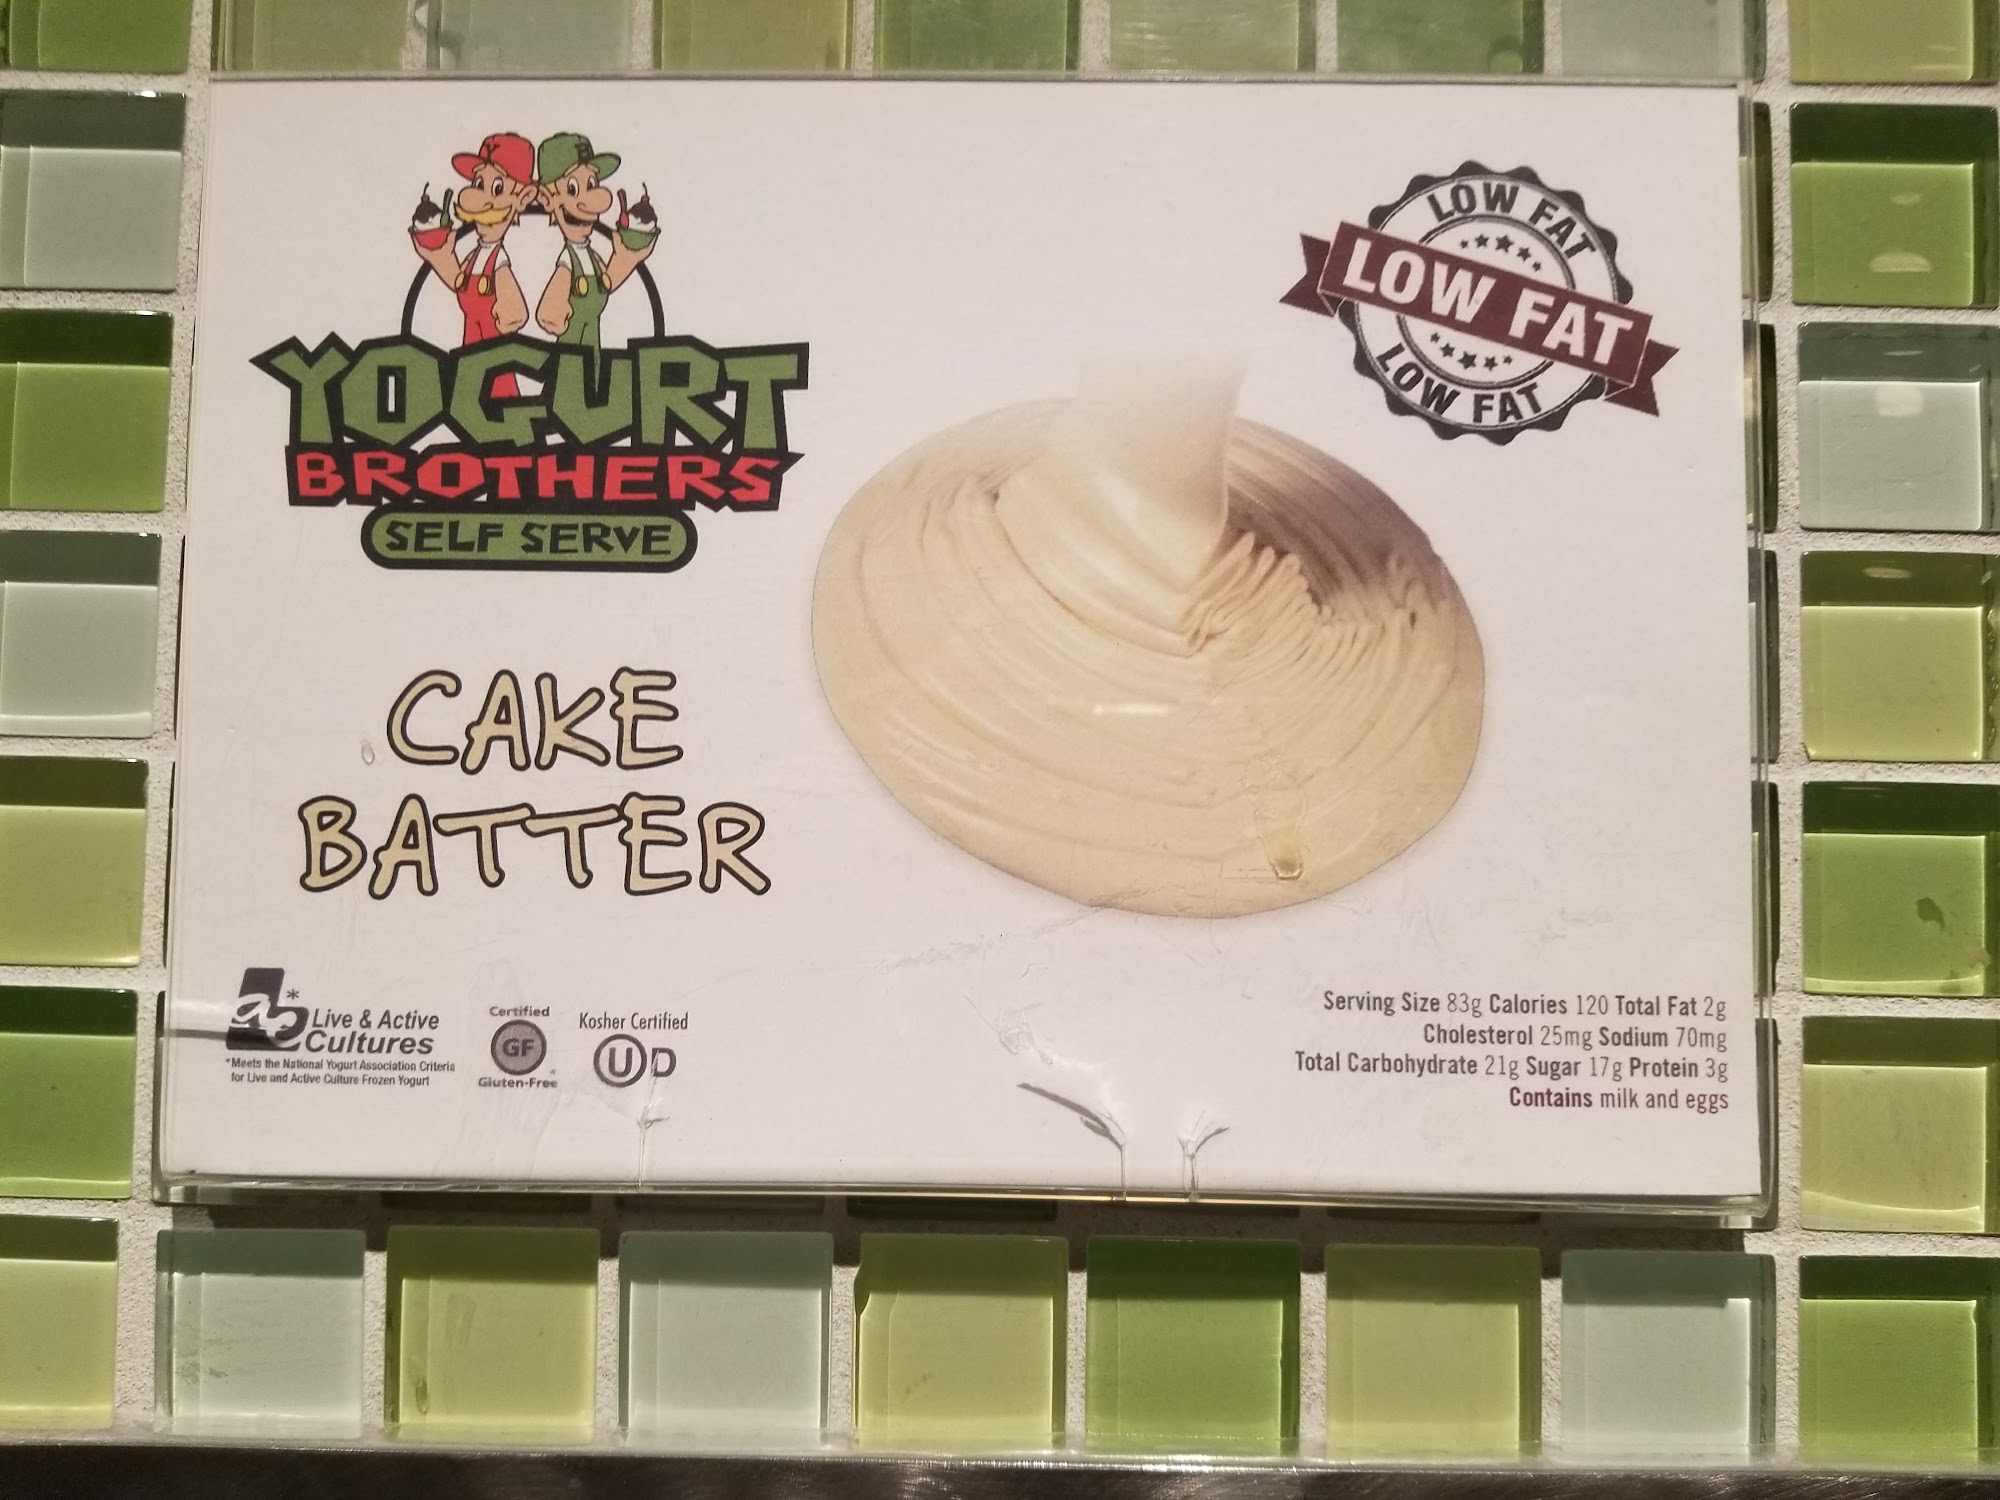 Y B
YOGURT
BROTHERS
SELF SERVE
LOW FAT
LOW FAT
LOW FAT
CAKE
BATTER
ab*
Live & Active
Cultures
*Meets the National Yogurt Association Criteria
for Live and Active Culture Frozen Yogurt
Certified
GF
Gluten-Free
Kosher Certified
U D
Serving Size 83g Calories 120 Total Fat 2g
Cholesterol 25mg Sodium 70mg
Total Carbohydrate 21g Sugar 17g Protein 3g
Contains milk and eggs